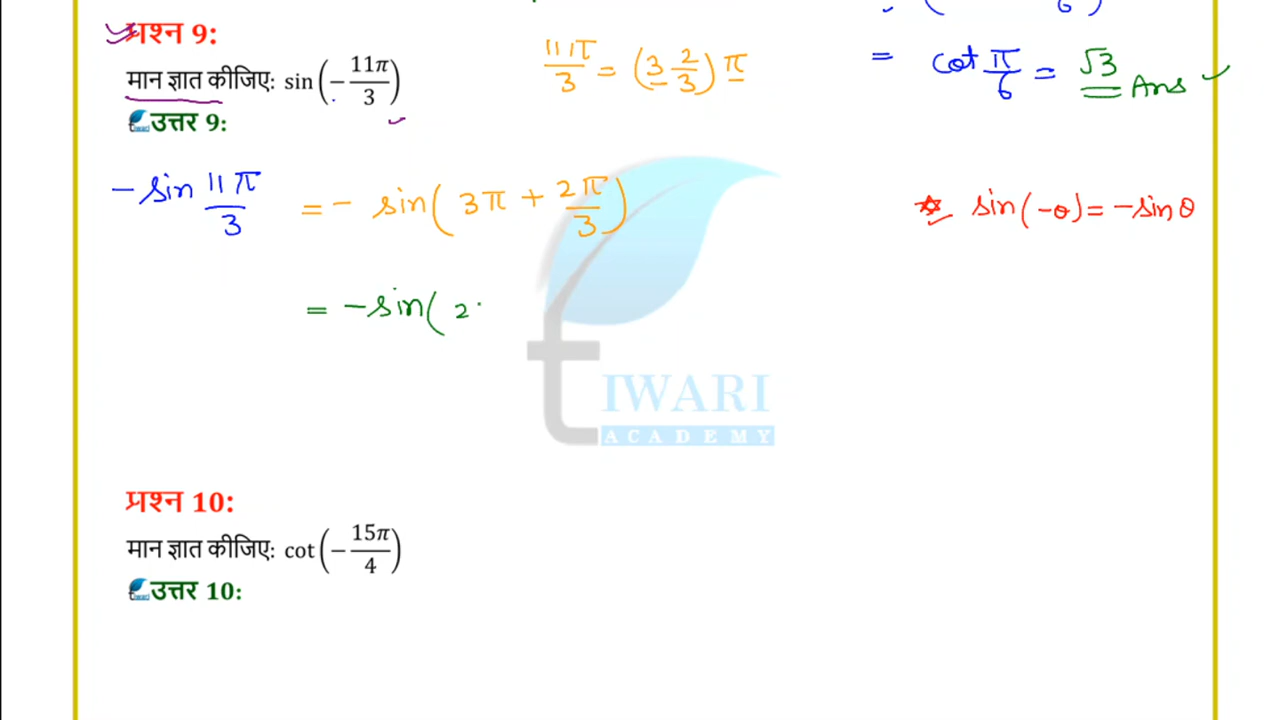 प्रश्न 9:
मान ज्ञात कीजिए: sin(−11π/3)
11π/3 = (3 2/3) π
= cot π/6 = √3 Ans
उत्तर 9:
− sin 11π/3 = − sin( 3π + 2π/3 )
☆ sin(−θ) = − sin θ
= − sin( 2
IWARI
ACADEMY
प्रश्न 10:
मान ज्ञात कीजिए: cot(−15π/4)
उत्तर 10: